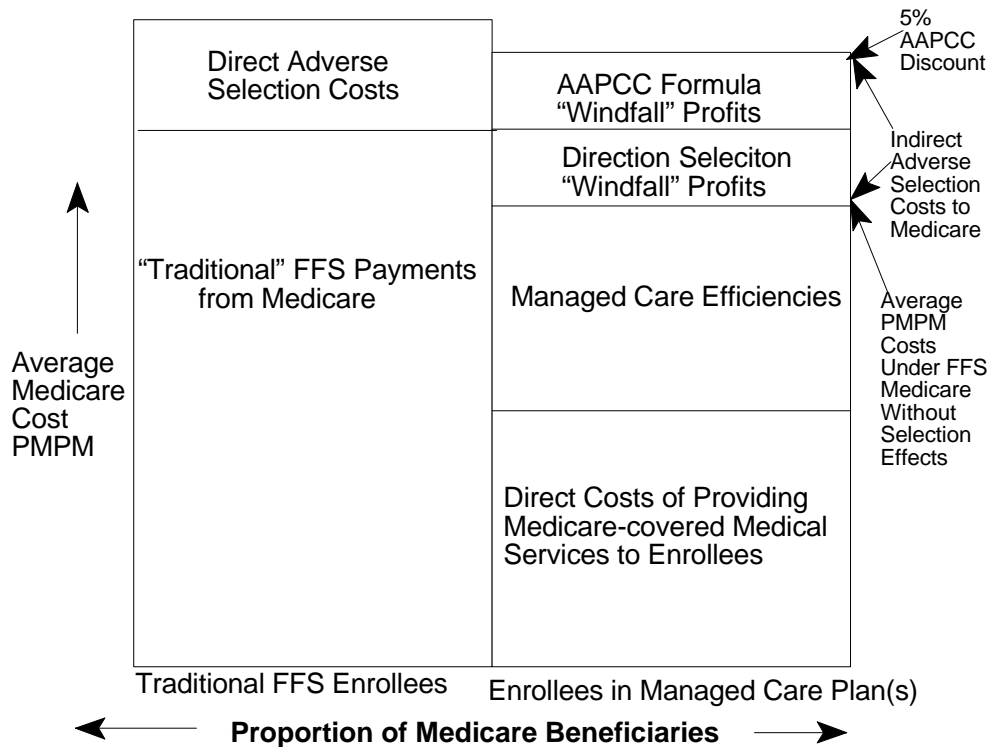 5%
AAPCC
Discount
Direct Adverse
Selection Costs
AAPCC Formula
“Windfall” Profits
Direction Seleciton
“Windfall” Profits
Indirect
Adverse
Selection
Costs to
Medicare
“Traditional” FFS Payments
from Medicare
Managed Care Efficiencies
Average
PMPM
Costs
Under FFS
Medicare
Without
Selection
Effects
Average
Medicare
Cost
PMPM
Direct Costs of Providing
Medicare-covered Medical
Services to Enrollees
Traditional FFS Enrollees
Enrollees in Managed Care Plan(s)
Proportion of Medicare Beneficiaries